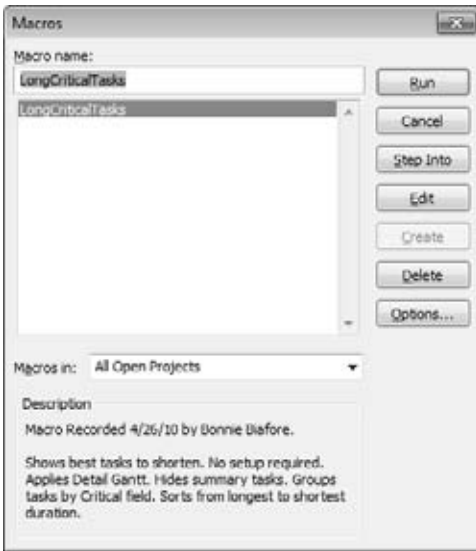 Macros
Macro name:
LongCriticalTasks
LongCriticalTasks
Run
Cancel
Step Into
Edit
Create
Delete
Options...
Macros in: All Open Projects
Description
Macro Recorded 4/26/10 by Bonnie Biafore.
Shows best tasks to shorten. No setup required.
Applies Detail Gantt. Hides summary tasks. Groups
tasks by Critical field. Sorts from longest to shortest
duration.